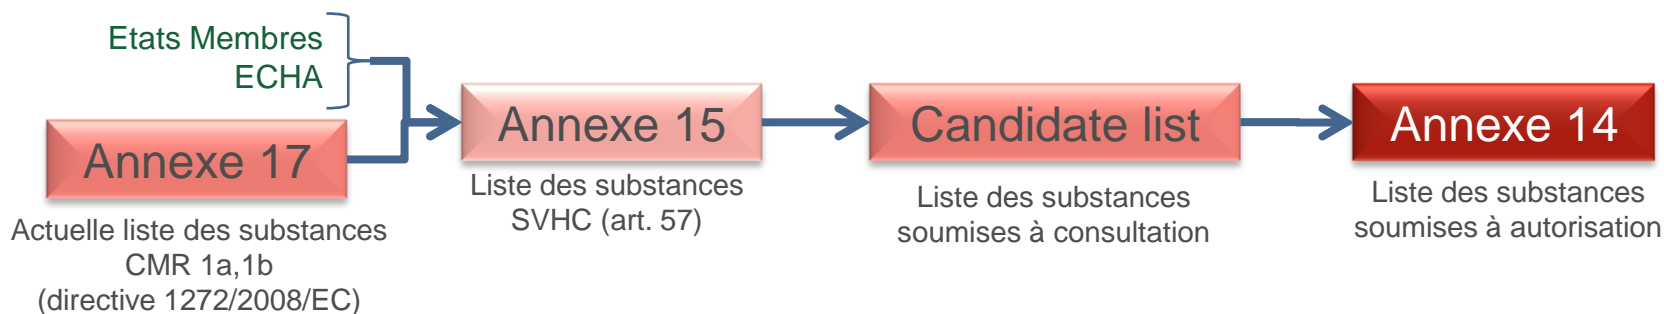 Etats Membres
ECHA
Annexe 17
Actuelle liste des substances
CMR 1a,1b
(directive 1272/2008/EC)
Annexe 15
Liste des substances
SVHC (art. 57)
Candidate list
Liste des substances
soumises à consultation
Annexe 14
Liste des substances
soumises à autorisation